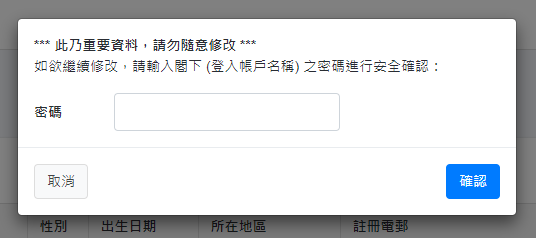 *** 此乃重要資料，請勿隨意修改 ***
如欲繼續修改，請輸入閣下 (登入帳戶名稱) 之密碼進行安全確認：
密碼
取消
確認
性別
出生日期
所在地區
註冊電郵